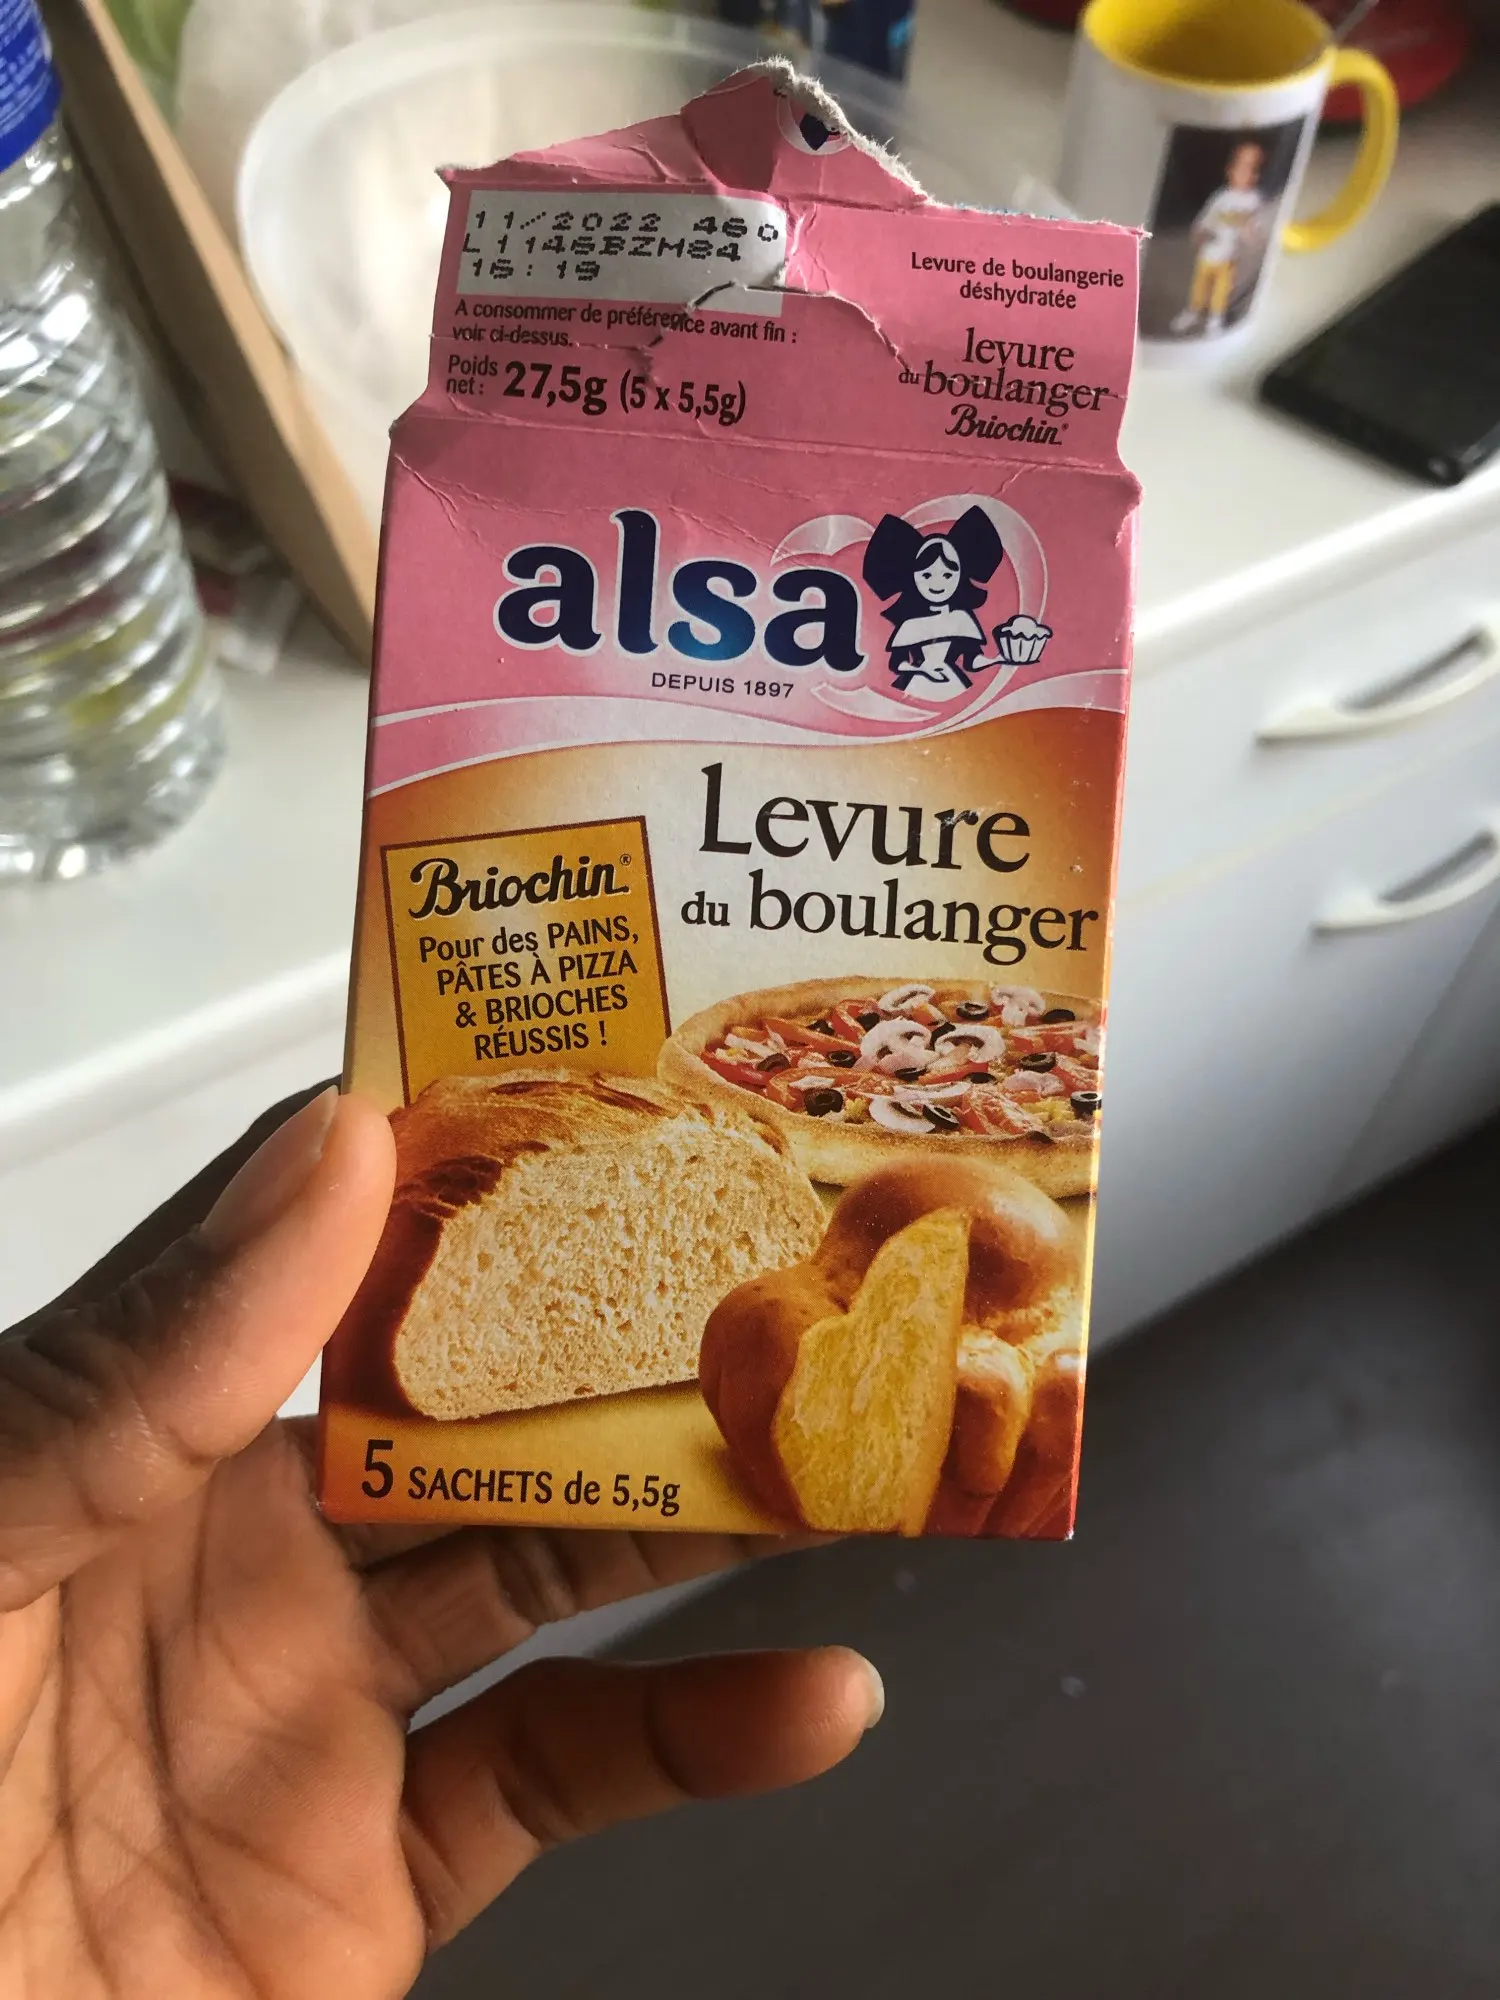 11/2022 460
L1146BZM84
15:19
A consommer de préférence avant fin :
voir ci-dessus.
Poids net : 27,5g (5 x 5,5g)
Levure de boulangerie
déshydratée
levure
du boulanger
Briochin®
alsa
DEPUIS 1897
Levure
du boulanger
Briochin®
Pour des PAINS,
PÂTES À PIZZA
& BRIOCHES
RÉUSSIS !
5 SACHETS de 5,5g